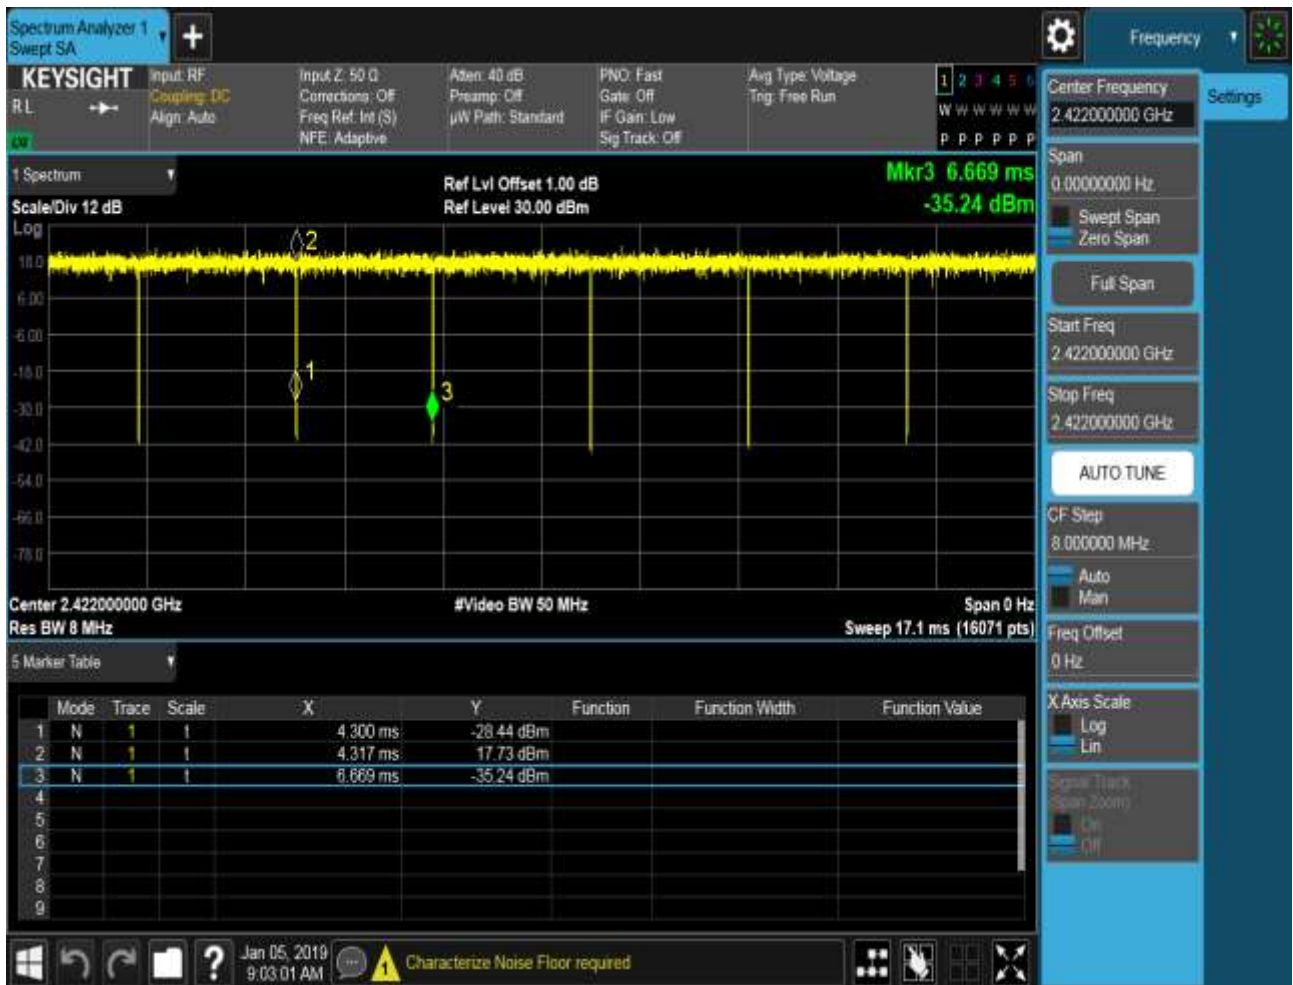 Spectrum Analyzer 1
Swept SA
+
Frequency
KEYSIGHT
R L
Input: RF
Coupling: DC
Align: Auto
Input Z: 50 Ω
Corrections: Off
Freq Ref: Int (S)
NFE: Adaptive
Atten: 40 dB
Preamp: Off
µW Path: Standard
PNO: Fast
Gate: Off
IF Gain: Low
Sig Track: Off
Avg Type: Voltage
Trig: Free Run
1 2 3 4 5 6
W W W W W W
P P P P P P
Center Frequency
2.422000000 GHz
Settings
Span
0.00000000 Hz
Swept Span
Zero Span
Full Span
Start Freq
2.422000000 GHz
Stop Freq
2.422000000 GHz
AUTO TUNE
CF Step
8.000000 MHz
Auto
Man
Freq Offset
0 Hz
X Axis Scale
Log
Lin
Signal Track
(Span Zoom)
On
Off
1 Spectrum
Scale/Div 12 dB
Ref Lvl Offset 1.00 dB
Ref Level 30.00 dBm
Mkr3 6.669 ms
-35.24 dBm
Log
18.0
6.00
-6.00
-18.0
-30.0
-42.0
-54.0
-66.0
-78.0
2
1
3
Center 2.422000000 GHz
#Video BW 50 MHz
Span 0 Hz
Res BW 8 MHz
Sweep 17.1 ms (16071 pts)
5 Marker Table
Mode Trace Scale X Y Function Function Width Function Value
1 N 1 t 4.300 ms -28.44 dBm
2 N 1 t 4.317 ms 17.73 dBm
3 N 1 t 6.669 ms -35.24 dBm
4
5
6
7
8
9
?
Jan 05, 2019
9:03:01 AM
1
Characterize Noise Floor required